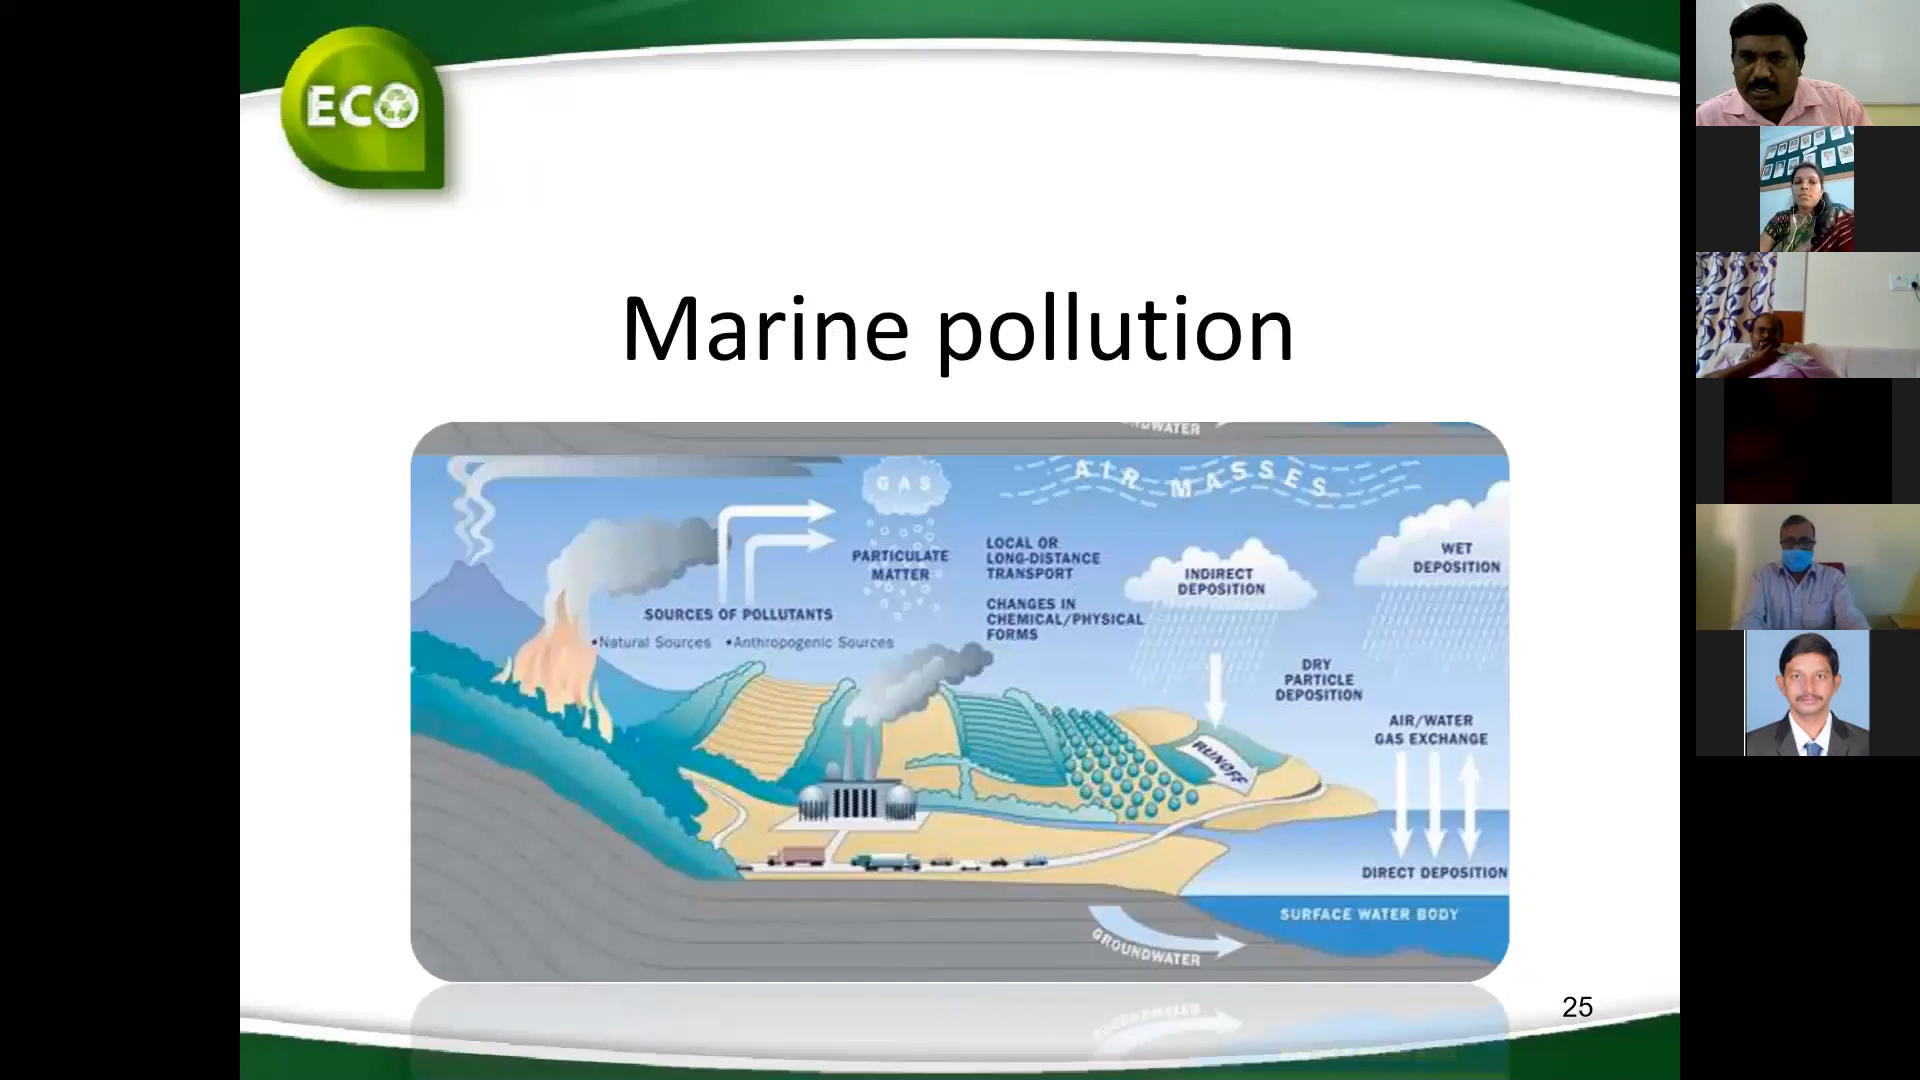 ECO
Marine pollution
NDWATER
GAS
AIR MASSES
PARTICULATE
MATTER
LOCAL OR
LONG-DISTANCE
TRANSPORT
CHANGES IN
CHEMICAL/PHYSICAL
FORMS
INDIRECT
DEPOSITION
WET
DEPOSITION
SOURCES OF POLLUTANTS
•Natural Sources •Anthropogenic Sources
DRY
PARTICLE
DEPOSITION
AIR/WATER
GAS EXCHANGE
RUNOFF
DIRECT DEPOSITION
SURFACE WATER BODY
GROUNDWATER
25